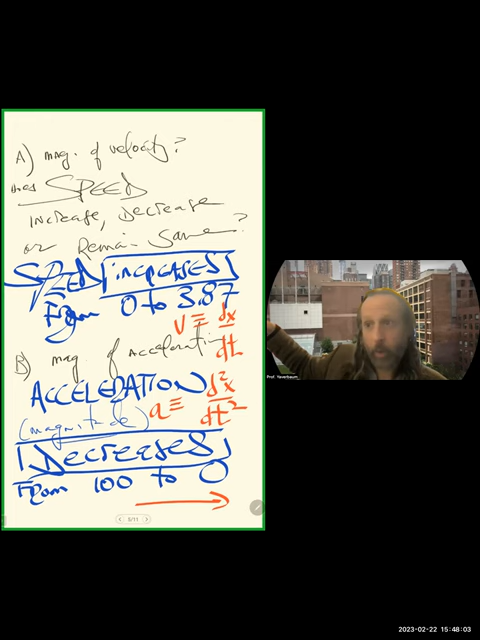 A) mag. of velocity?
does SPEED
increase, decrease
or Remain Same?
SPEED [increases]
From 0 to 3.87
v ≡ dx/dt
B) mag. of Acceleration
ACCELERATION
a ≡ d²x/dt²
(magnitude)
[Decreases]
From 100 to 0
3/11
Prof. Yaverbaum
2023-02-22 15:48:03